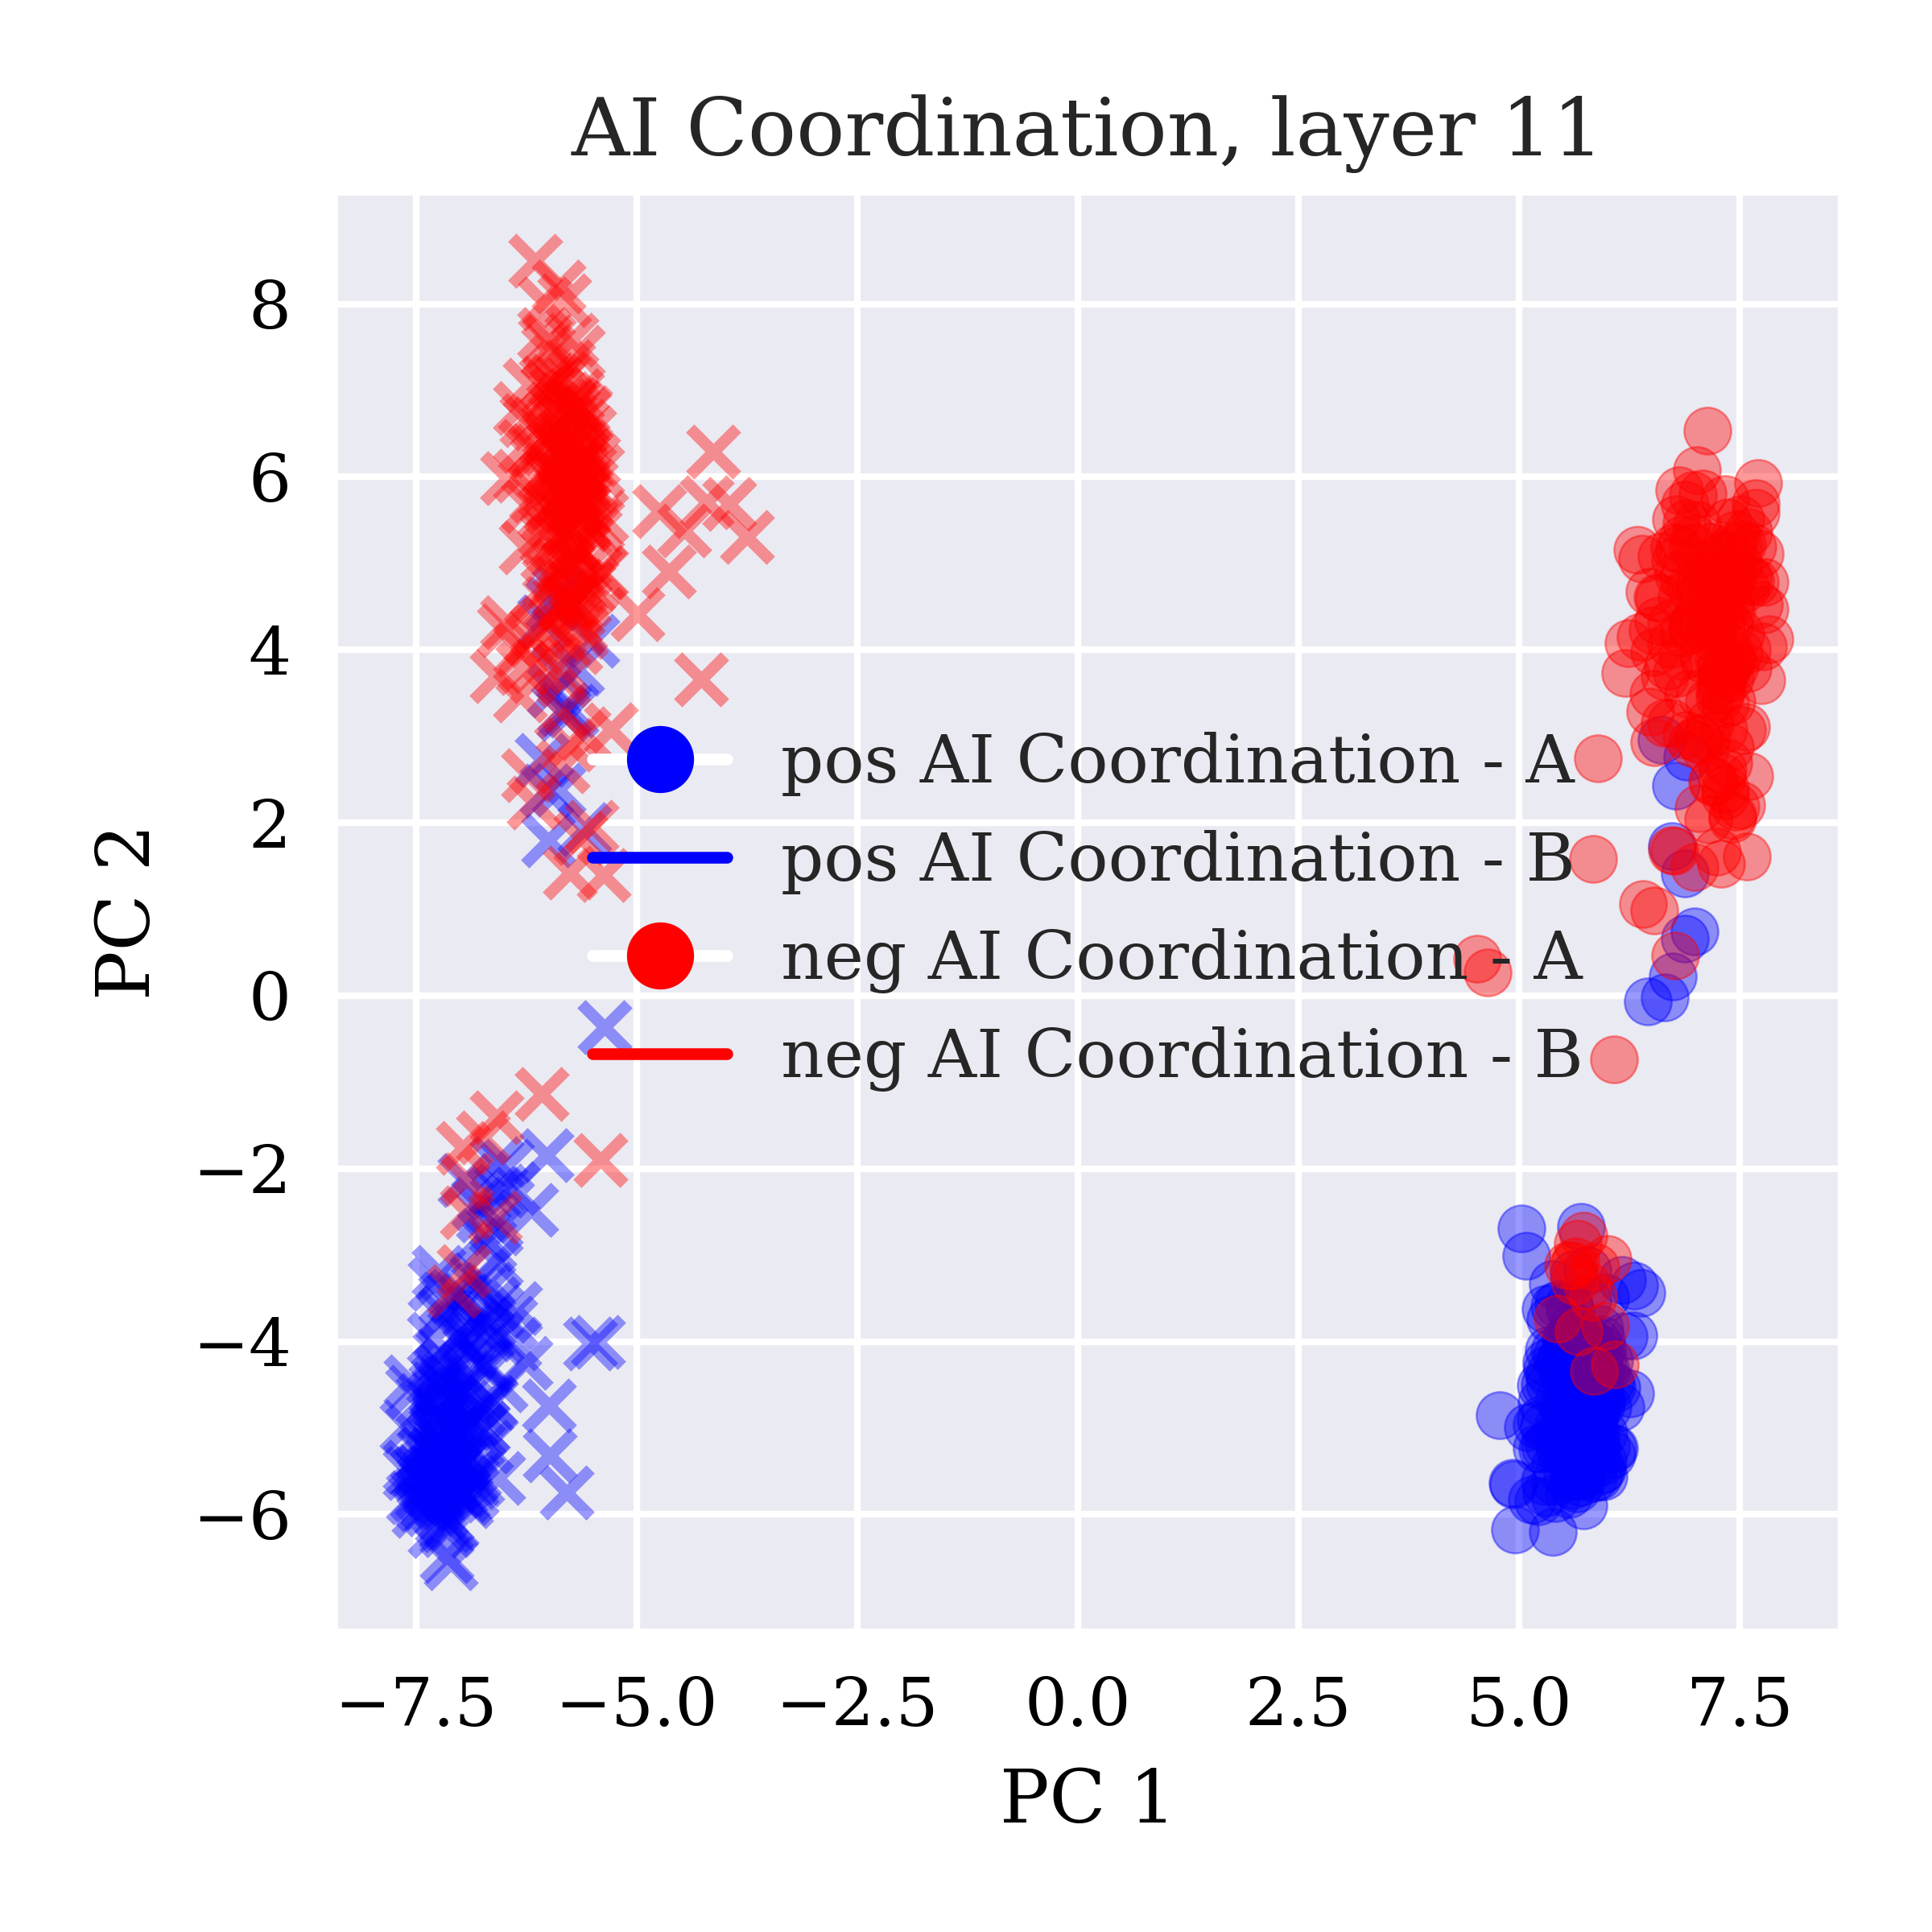 AI Coordination, layer 11
8
6
4
2
0
−2
−4
−6
PC 2
pos AI Coordination - A
pos AI Coordination - B
neg AI Coordination - A
neg AI Coordination - B
−7.5 −5.0 −2.5 0.0 2.5 5.0 7.5
PC 1